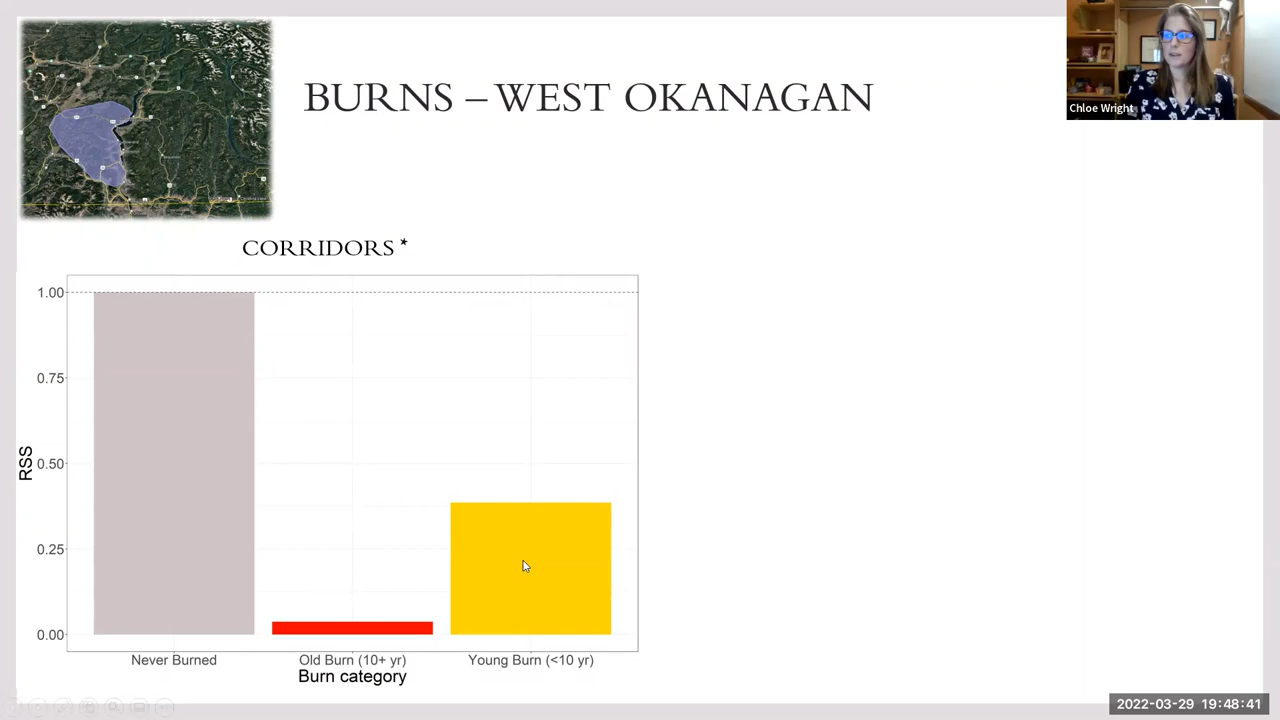 BURNS – WEST OKANAGAN
Chloe Wright
CORRIDORS *
1.00
0.75
0.50
0.25
0.00
RSS
Never Burned
Old Burn (10+ yr)
Young Burn (<10 yr)
Burn category
2022-03-29 19:48:41